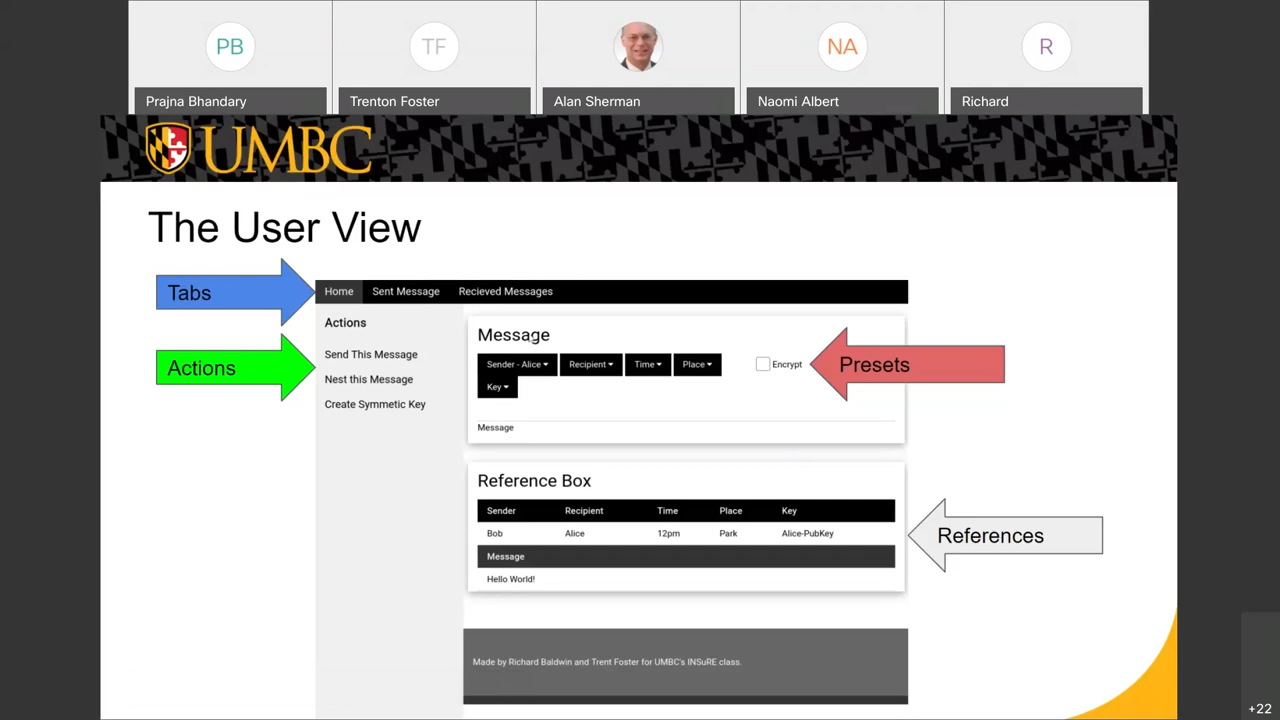 PB TF NA R
Prajna Bhandary Trenton Foster Alan Sherman Naomi Albert Richard
UMBC
The User View
Tabs
Home Sent Message Recieved Messages
Actions
Send This Message
Nest this Message
Create Symmetic Key
Actions
Message
Sender - Alice Recipient Time Place
Key
Encrypt
Presets
Message
Reference Box
Sender Recipient Time Place Key
Bob Alice 12pm Park Alice-PubKey
Message
Hello World!
References
Made by Richard Baldwin and Trent Foster for UMBC's INSuRE class.
+22